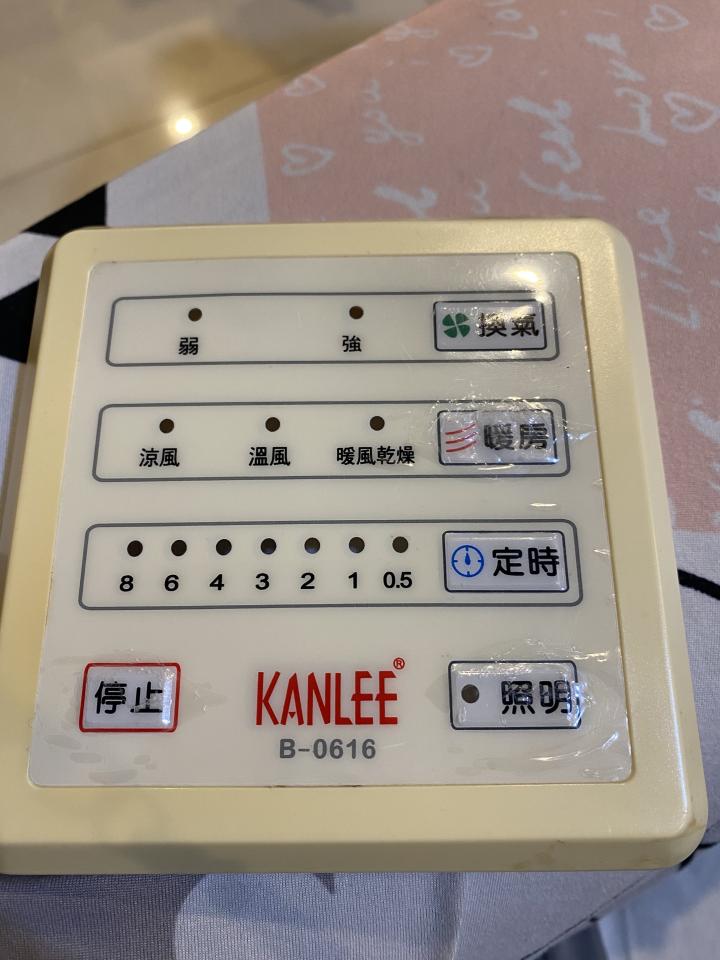 弱 強 換氣
涼風 溫風 暖風乾燥 暖房
8 6 4 3 2 1 0.5 定時
停止 KANLEE® 照明
B-0616
Like